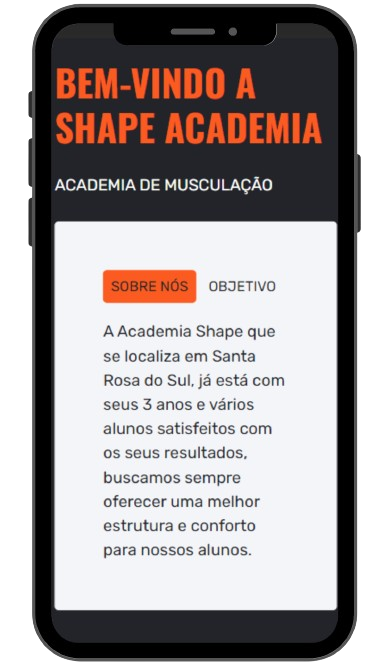 BEM-VINDO A
SHAPE ACADEMIA
ACADEMIA DE MUSCULAÇÃO
SOBRE NÓS OBJETIVO
A Academia Shape que
se localiza em Santa
Rosa do Sul, já está com
seus 3 anos e vários
alunos satisfeitos com
os seus resultados,
buscamos sempre
oferecer uma melhor
estrutura e conforto
para nossos alunos.